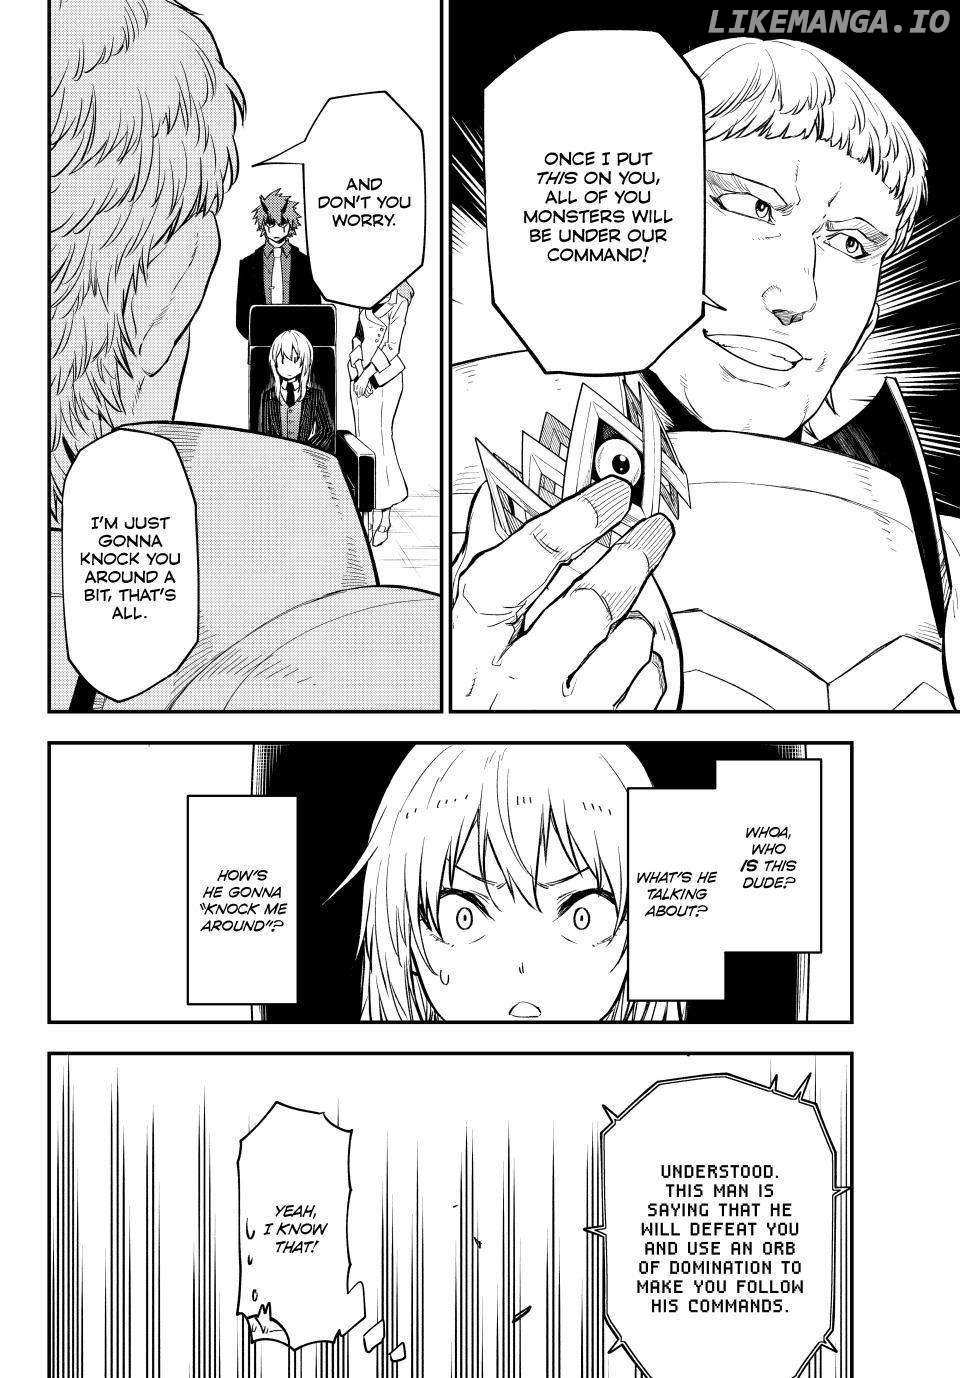 LIKEMANGA.IO
ONCE I PUT
THIS ON YOU,
ALL OF YOU
MONSTERS WILL
BE UNDER OUR
COMMAND!
AND
DON'T YOU
WORRY.
I'M JUST
GONNA
KNOCK YOU
AROUND A
BIT, THAT'S
ALL.
WHOA,
WHO
IS THIS
DUDE?
WHAT'S HE
TALKING
ABOUT?
HOW'S
HE GONNA
"KNOCK ME
AROUND"?
UNDERSTOOD.
THIS MAN IS
SAYING THAT HE
WILL DEFEAT YOU
AND USE AN ORB
OF DOMINATION TO
MAKE YOU FOLLOW
HIS COMMANDS.
YEAH,
I KNOW
THAT!